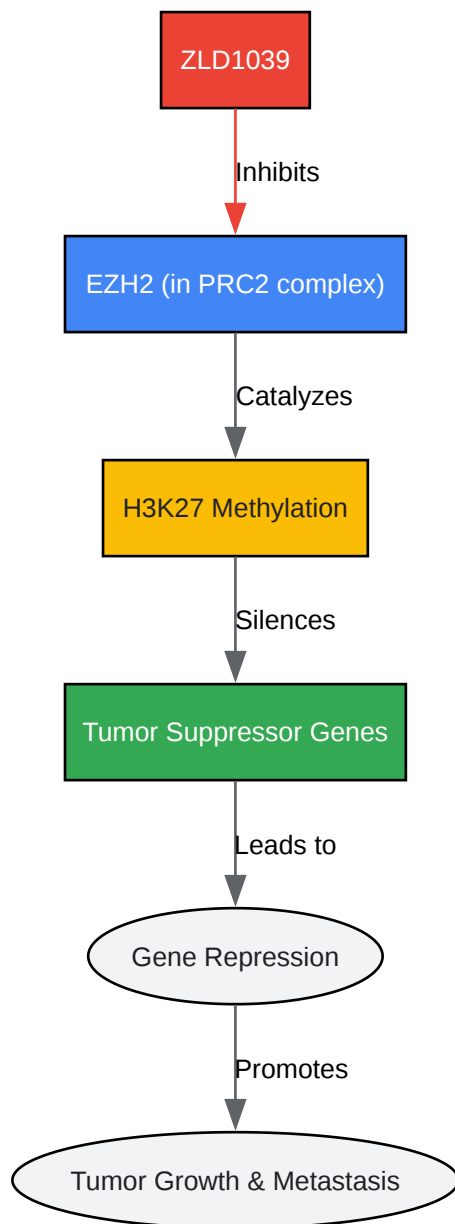 ZLD1039
Inhibits
EZH2 (in PRC2 complex)
Catalyzes
H3K27 Methylation
Silences
Tumor Suppressor Genes
Leads to
Gene Repression
Promotes
Tumor Growth & Metastasis